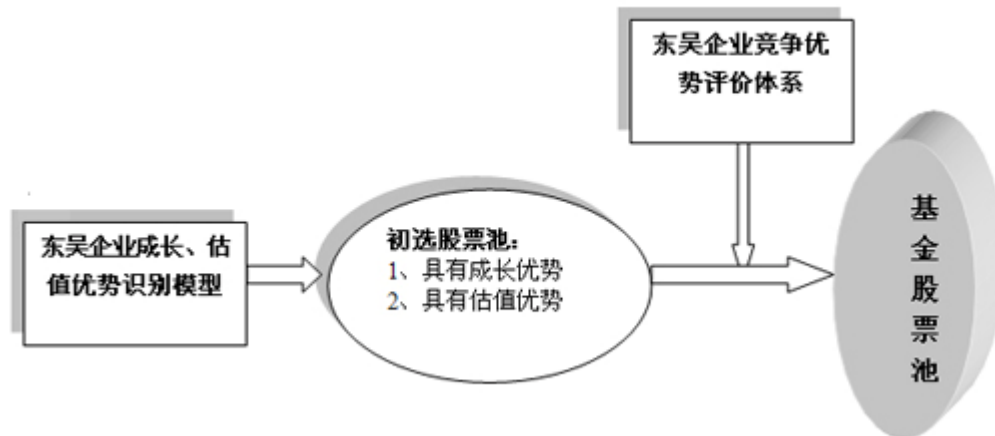 东吴企业竞争优
势评价体系
东吴企业成长、估
值优势识别模型
初选股票池：
1、具有成长优势
2、具有估值优势
基
金
股
票
池